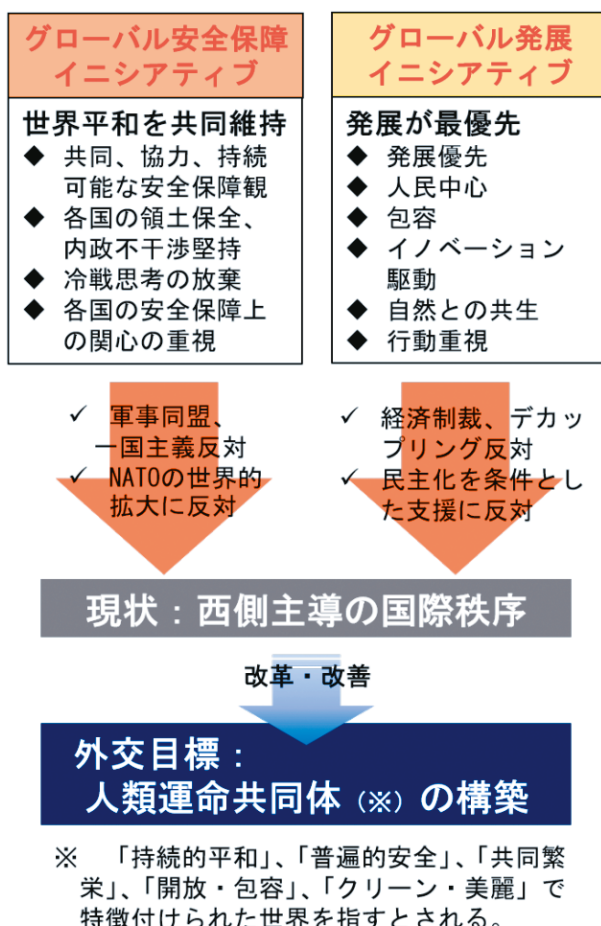 グローバル安全保障
イニシアティブ
世界平和を共同維持
◆ 共同、協力、持続
可能な安全保障観
◆ 各国の領土保全、
内政不干渉堅持
◆ 冷戦思考の放棄
◆ 各国の安全保障上
の関心の重視
グローバル発展
イニシアティブ
発展が最優先
◆ 発展優先
◆ 人民中心
◆ 包容
◆ イノベーション
駆動
◆ 自然との共生
◆ 行動重視
✓ 軍事同盟、
一国主義反対
✓ NATOの世界的
拡大に反対
✓ 経済制裁、デカッ
プリング反対
✓ 民主化を条件とし
た支援に反対
現状：西側主導の国際秩序
改革・改善
外交目標：
人類運命共同体（※）の構築
※ 「持続的平和」、「普遍的安全」、「共同繁
栄」、「開放・包容」、「クリーン・美麗」で
特徴付けられた世界を指すとされる。